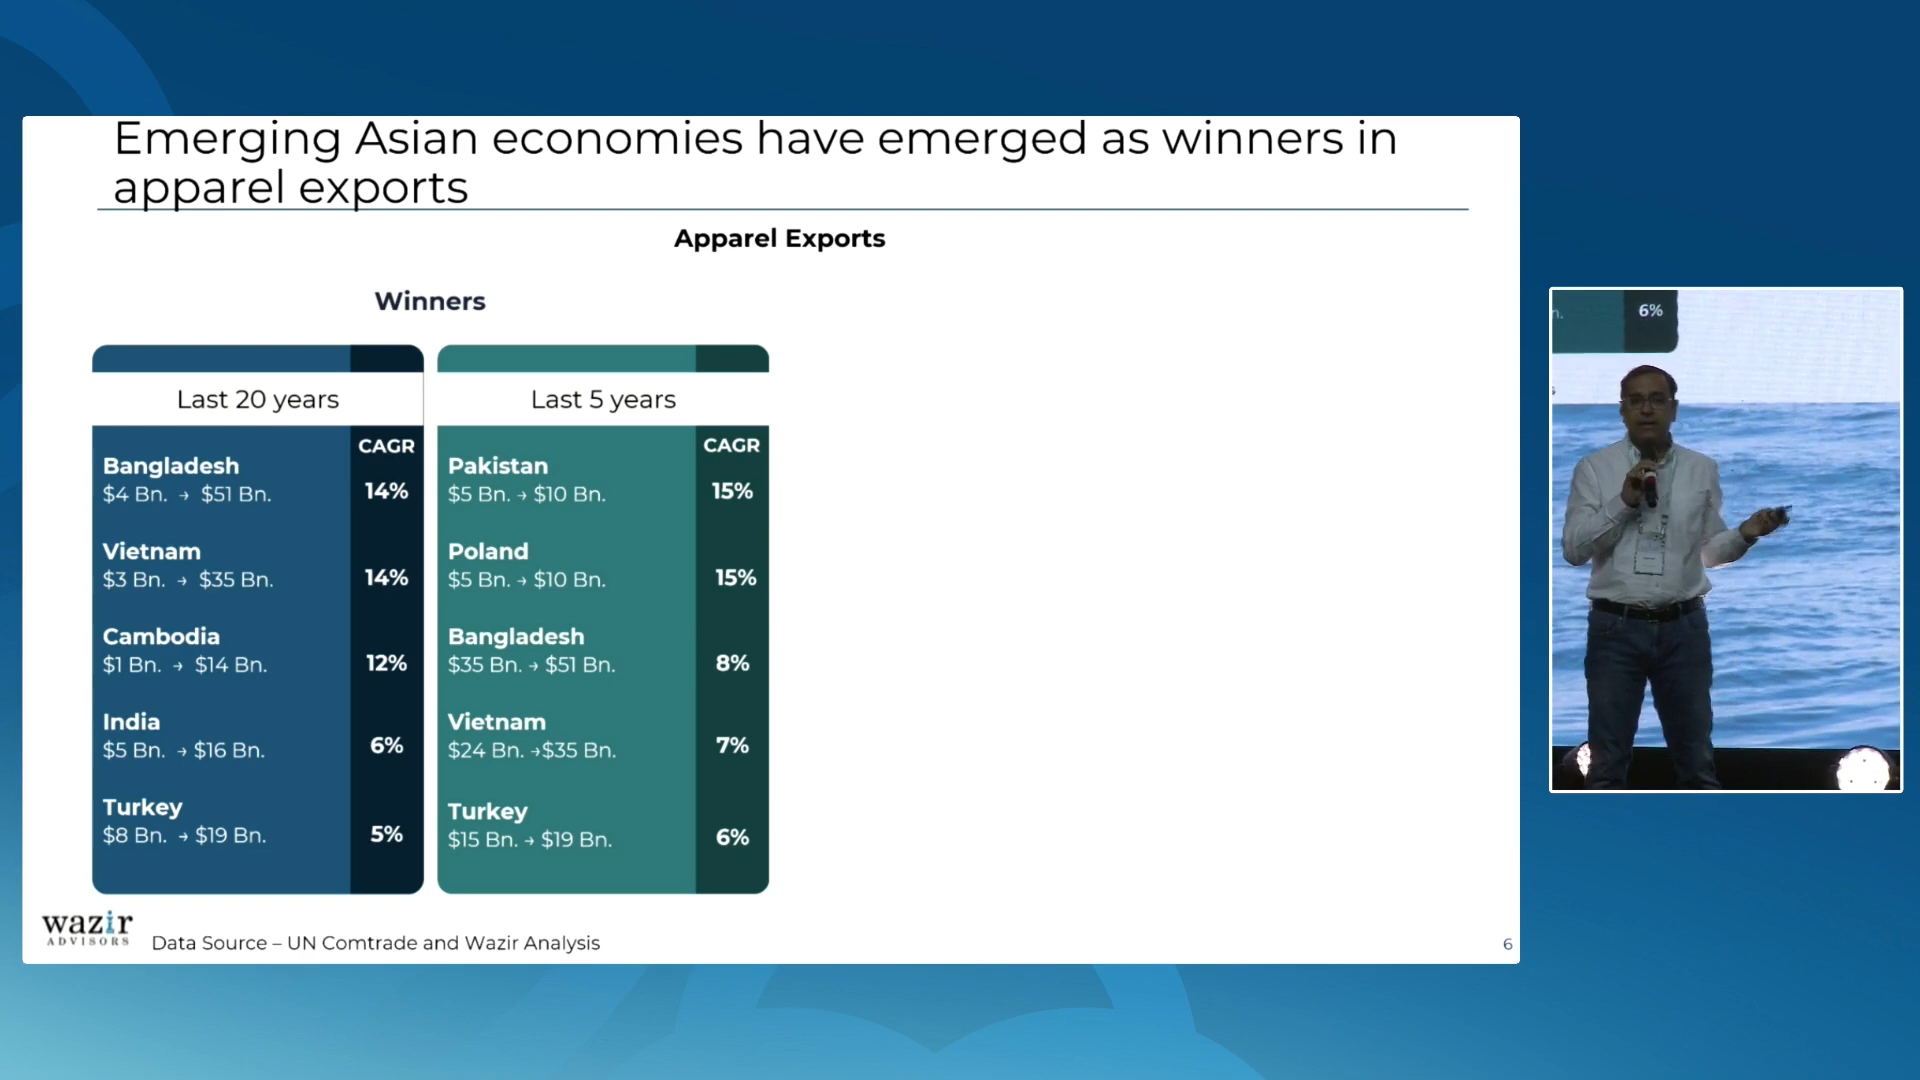 Emerging Asian economies have emerged as winners in
apparel exports
Apparel Exports
Winners
Last 20 years
CAGR
Bangladesh
$4 Bn. → $51 Bn.
14%
Vietnam
$3 Bn. → $35 Bn.
14%
Cambodia
$1 Bn. → $14 Bn.
12%
India
$5 Bn. → $16 Bn.
6%
Turkey
$8 Bn. → $19 Bn.
5%
Last 5 years
CAGR
Pakistan
$5 Bn. → $10 Bn.
15%
Poland
$5 Bn. → $10 Bn.
15%
Bangladesh
$35 Bn. → $51 Bn.
8%
Vietnam
$24 Bn. →$35 Bn.
7%
Turkey
$15 Bn. → $19 Bn.
6%
wazir
ADVISORS
Data Source – UN Comtrade and Wazir Analysis
6
6%